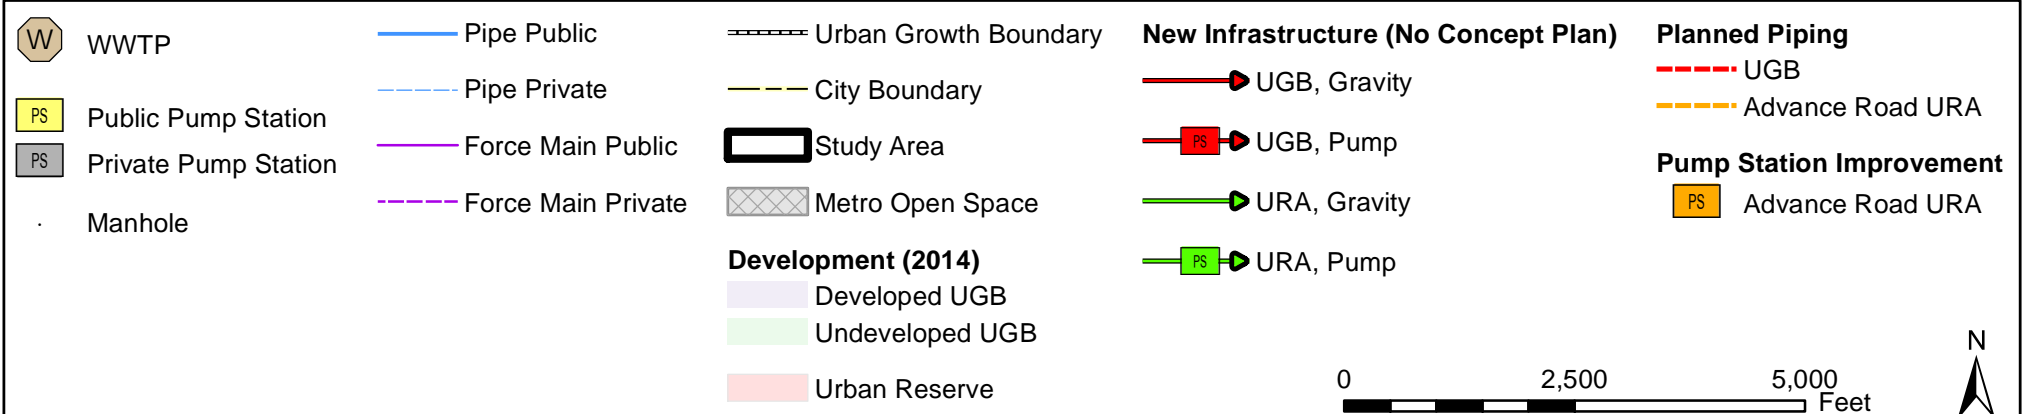 W WWTP
PS Public Pump Station
PS Private Pump Station
Manhole
Pipe Public
Pipe Private
Force Main Public
Force Main Private
Urban Growth Boundary
City Boundary
Study Area
Metro Open Space
Development (2014)
Developed UGB
Undeveloped UGB
Urban Reserve
New Infrastructure (No Concept Plan)
UGB, Gravity
PS UGB, Pump
URA, Gravity
PS URA, Pump
Planned Piping
UGB
Advance Road URA
Pump Station Improvement
PS Advance Road URA
0 2,500 5,000
Feet
N